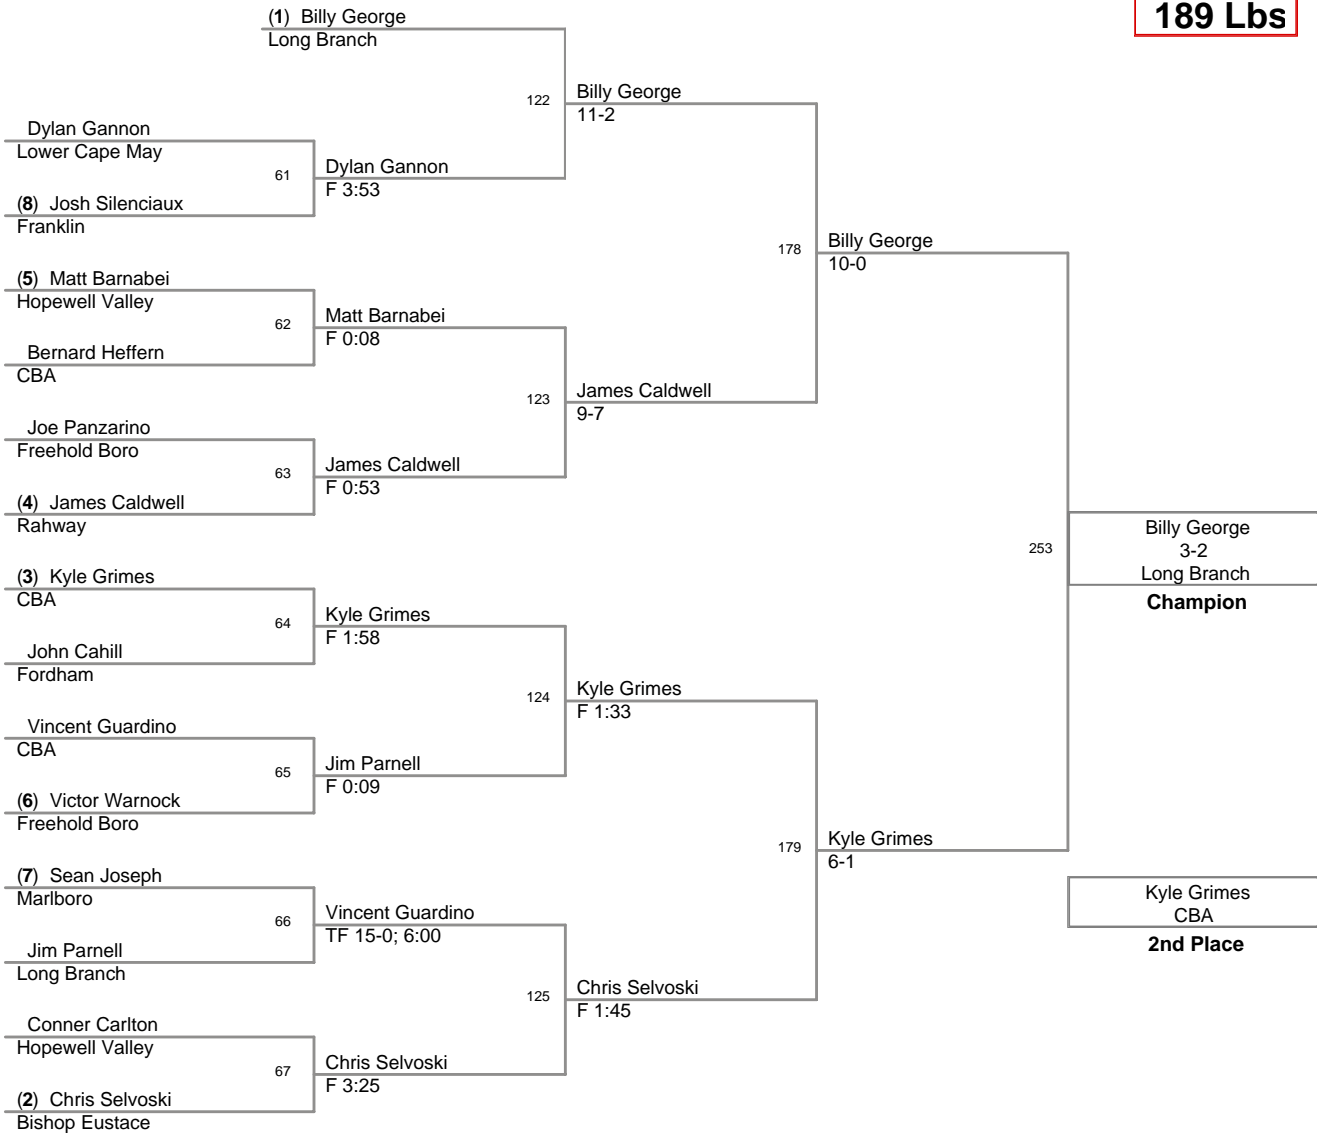 189 Lbs
(1) Billy George
Long Branch
122
Billy George
11-2
Dylan Gannon
Lower Cape May
61
Dylan Gannon
F 3:53
(8) Josh Silenciaux
Franklin
178
Billy George
10-0
(5) Matt Barnabei
Hopewell Valley
62
Matt Barnabei
F 0:08
Bernard Heffern
CBA
123
James Caldwell
9-7
Joe Panzarino
Freehold Boro
63
James Caldwell
F 0:53
(4) James Caldwell
Rahway
253
Billy George
3-2
Long Branch
Champion
(3) Kyle Grimes
CBA
64
Kyle Grimes
F 1:58
John Cahill
Fordham
124
Kyle Grimes
F 1:33
Vincent Guardino
CBA
65
Jim Parnell
F 0:09
(6) Victor Warnock
Freehold Boro
179
Kyle Grimes
6-1
(7) Sean Joseph
Marlboro
66
Vincent Guardino
TF 15-0; 6:00
Jim Parnell
Long Branch
125
Chris Selvoski
F 1:45
Conner Carlton
Hopewell Valley
67
Chris Selvoski
F 3:25
(2) Chris Selvoski
Bishop Eustace
Kyle Grimes
CBA
2nd Place